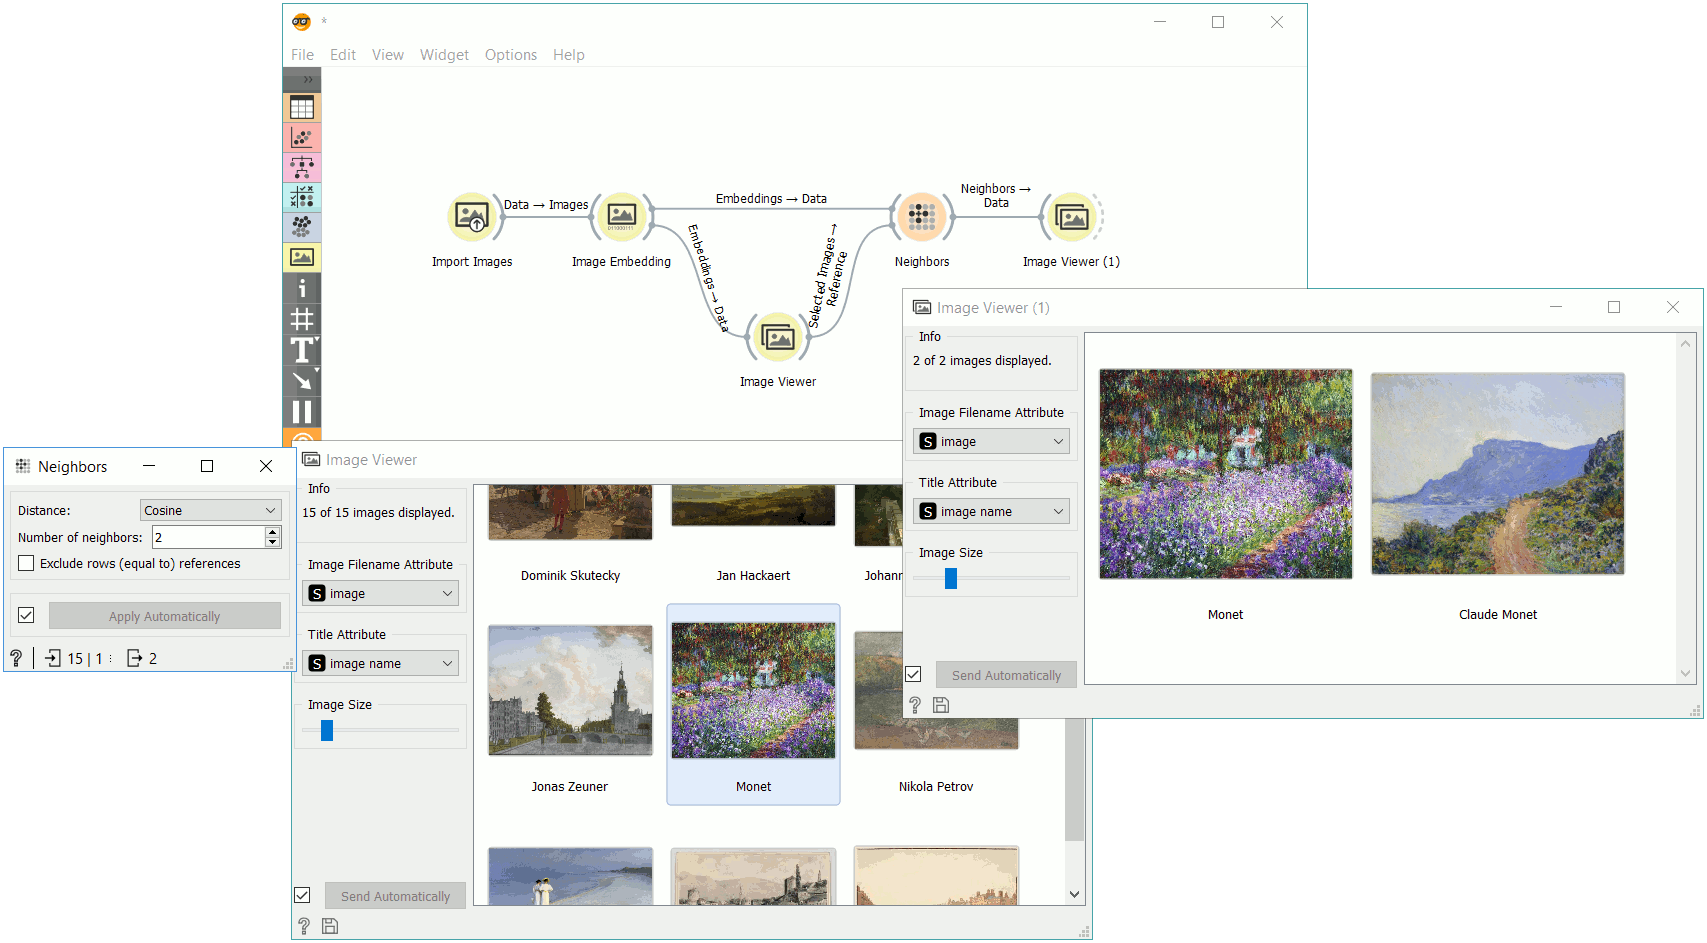 *
File Edit View Widget Options Help
»
Data → Images
Embeddings → Data
Neighbors →
Data
Embeddings → Data
Selected Images →
Reference
011000111
Import Images
Image Embedding
Neighbors
Image Viewer (1)
Image Viewer
i
T
Neighbors
Distance: Cosine
Number of neighbors: 2
Exclude rows (equal to) references
Apply Automatically
? 15 | 1 2
Image Viewer
Info
15 of 15 images displayed.
Image Filename Attribute
S image
Title Attribute
S image name
Image Size
Send Automatically
?
Dominik Skutecky
Jan Hackaert
Johann
Jonas Zeuner
Monet
Nikola Petrov
Image Viewer (1)
Info
2 of 2 images displayed.
Image Filename Attribute
S image
Title Attribute
S image name
Image Size
Send Automatically
?
Monet
Claude Monet